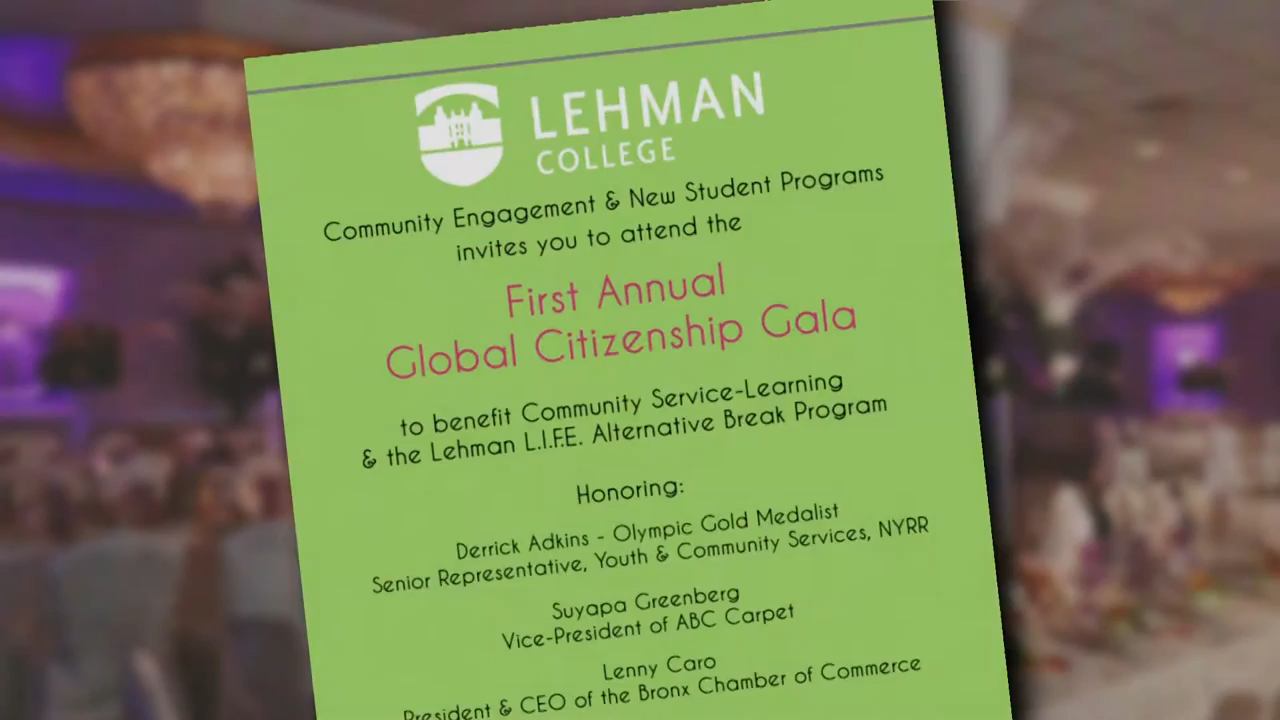 LEHMAN
COLLEGE
Community Engagement & New Student Programs
invites you to attend the
First Annual
Global Citizenship Gala
to benefit Community Service-Learning
& the Lehman L.I.F.E. Alternative Break Program
Honoring:
Derrick Adkins - Olympic Gold Medalist
Senior Representative, Youth & Community Services, NYRR
Suyapa Greenberg
Vice-President of ABC Carpet
Lenny Caro
President & CEO of the Bronx Chamber of Commerce